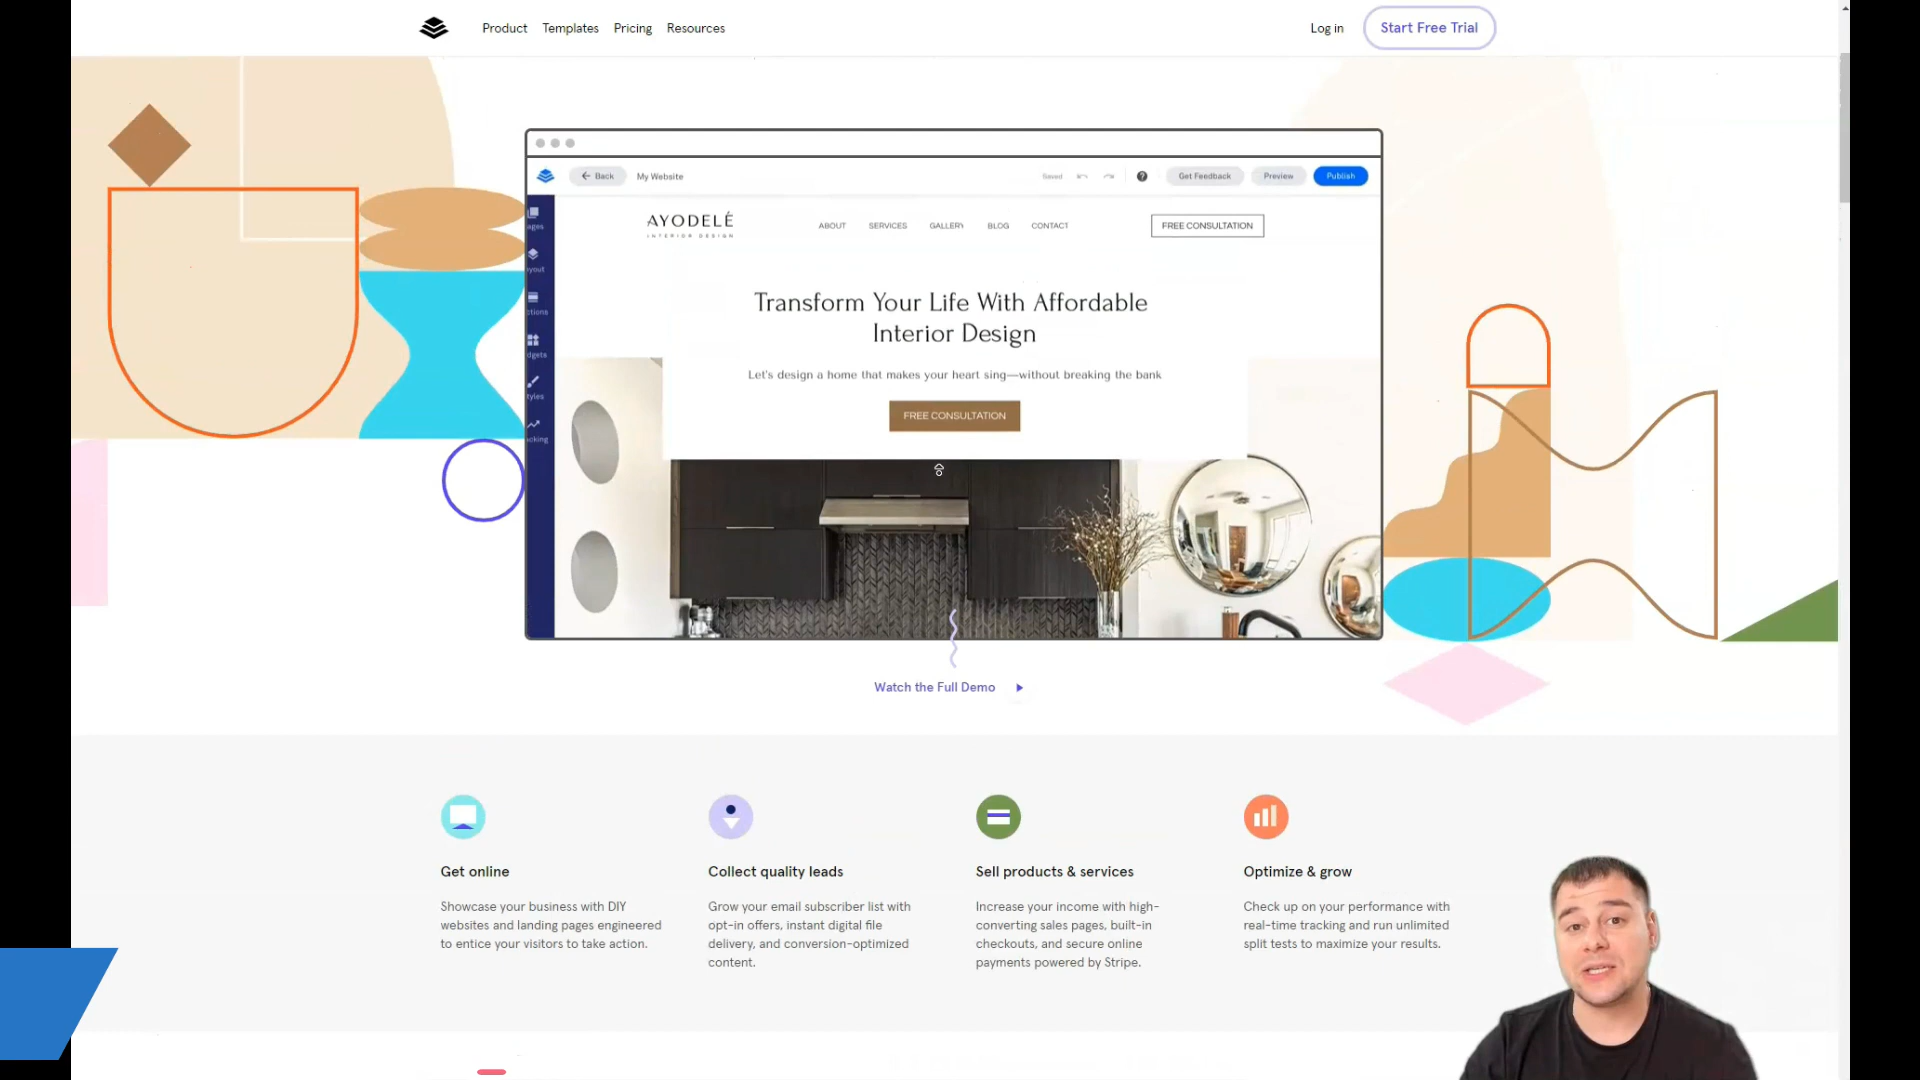 Product Templates Pricing Resources Log in Start Free Trial
Back My Website Saved Get Feedback Preview Publish
AYODELÉ ABOUT SERVICES GALLERY BLOG CONTACT FREE CONSULTATION
INTERIOR DESIGN
Transform Your Life With Affordable
Interior Design
Let's design a home that makes your heart sing—without breaking the bank
FREE CONSULTATION
Watch the Full Demo
Get online
Showcase your business with DIY
websites and landing pages engineered
to entice your visitors to take action.
Collect quality leads
Grow your email subscriber list with
opt-in offers, instant digital file
delivery, and conversion-optimized
content.
Sell products & services
Increase your income with high-
converting sales pages, built-in
checkouts, and secure online
payments powered by Stripe.
Optimize & grow
Check up on your performance with
real-time tracking and run unlimited
split tests to maximize your results.